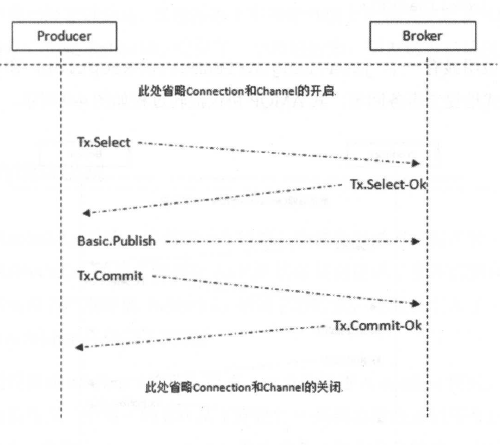 Producer
Broker
此处省略Connection和Channel的开启.
Tx.Select
Tx.Select-Ok
Basic.Publish
Tx.Commit
Tx.Commit-Ok
此处省略Connection和Channel的关闭.